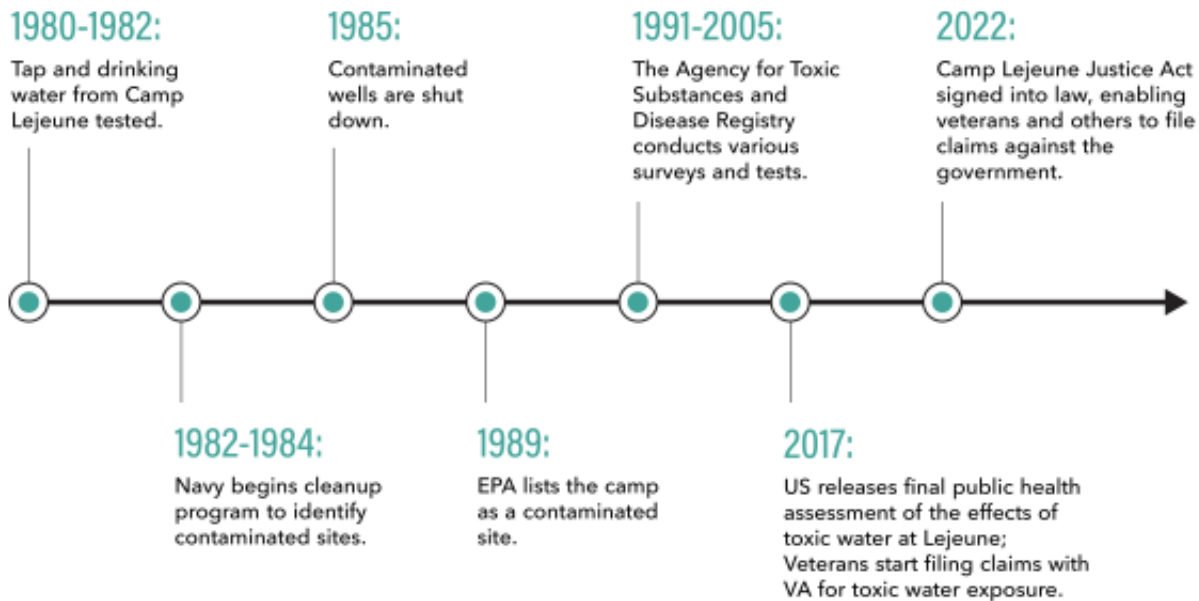 1980-1982:
Tap and drinking
water from Camp
Lejeune tested.
1982-1984:
Navy begins cleanup
program to identify
contaminated sites.
1985:
Contaminated
wells are shut
down.
1989:
EPA lists the camp
as a contaminated
site.
1991-2005:
The Agency for Toxic
Substances and
Disease Registry
conducts various
surveys and tests.
2017:
US releases final public health
assessment of the effects of
toxic water at Lejeune;
Veterans start filing claims with
VA for toxic water exposure.
2022:
Camp Lejeune Justice Act
signed into law, enabling
veterans and others to file
claims against the
government.